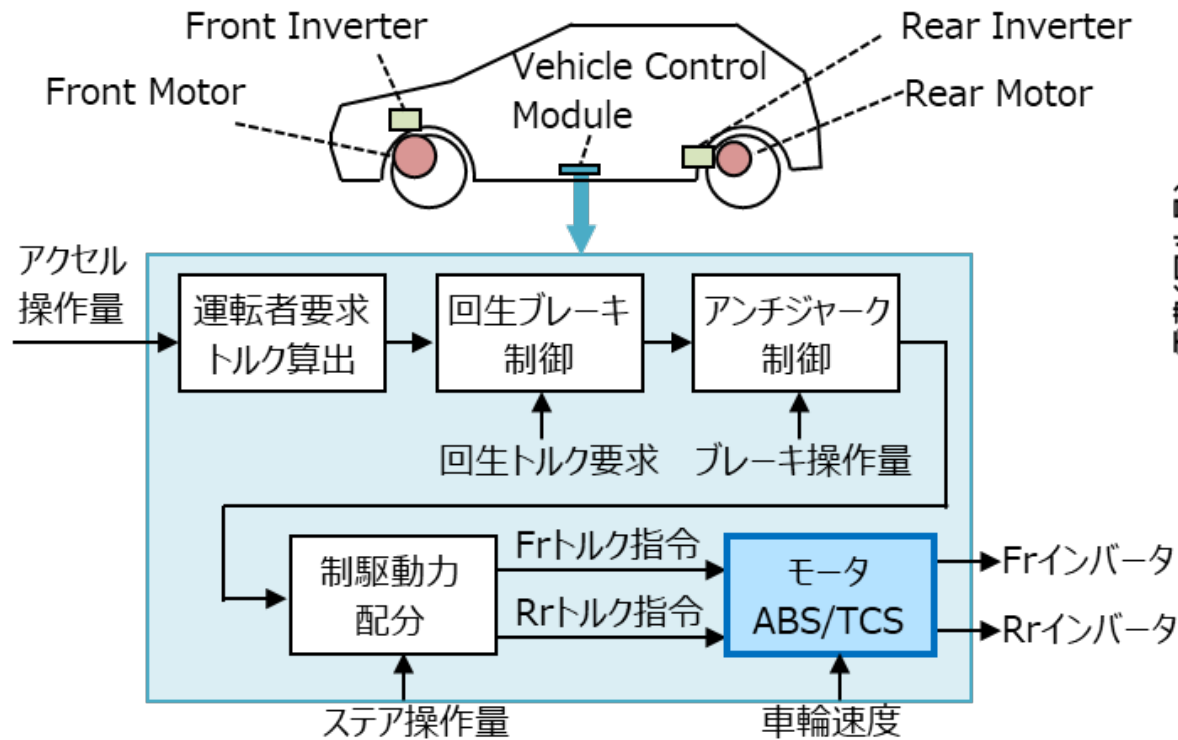 Front Inverter
Rear Inverter
Front Motor
Vehicle Control
Module
Rear Motor
アクセル
操作量
運転者要求
トルク算出
回生ブレーキ
制御
アンチジャーク
制御
回生トルク要求
ブレーキ操作量
制駆動力
配分
Frトルク指令
Rrトルク指令
モータ
ABS/TCS
Frインバータ
Rrインバータ
ステア操作量
車輪速度